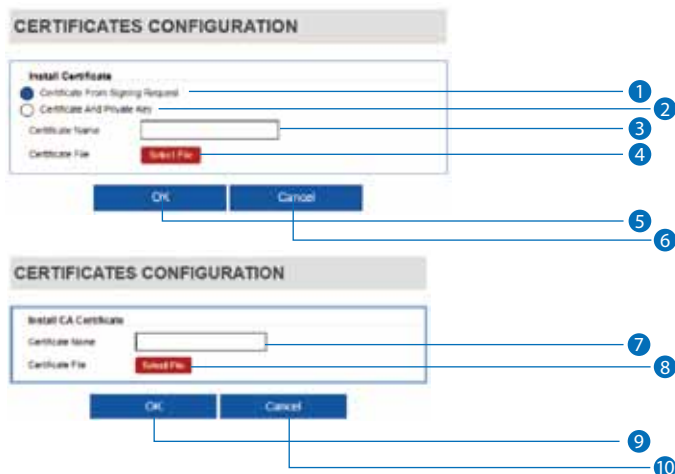 CERTIFICATES CONFIGURATION
Install Certificate
Certificate From Signing Request
1
Certificate And Private Key
2
Certificate Name
3
Certificate File
Select File
4
OK
Cancel
5
6
CERTIFICATES CONFIGURATION
Install CA Certificate
Certificate Name
7
Certificate File
Select File
8
OK
Cancel
9
10